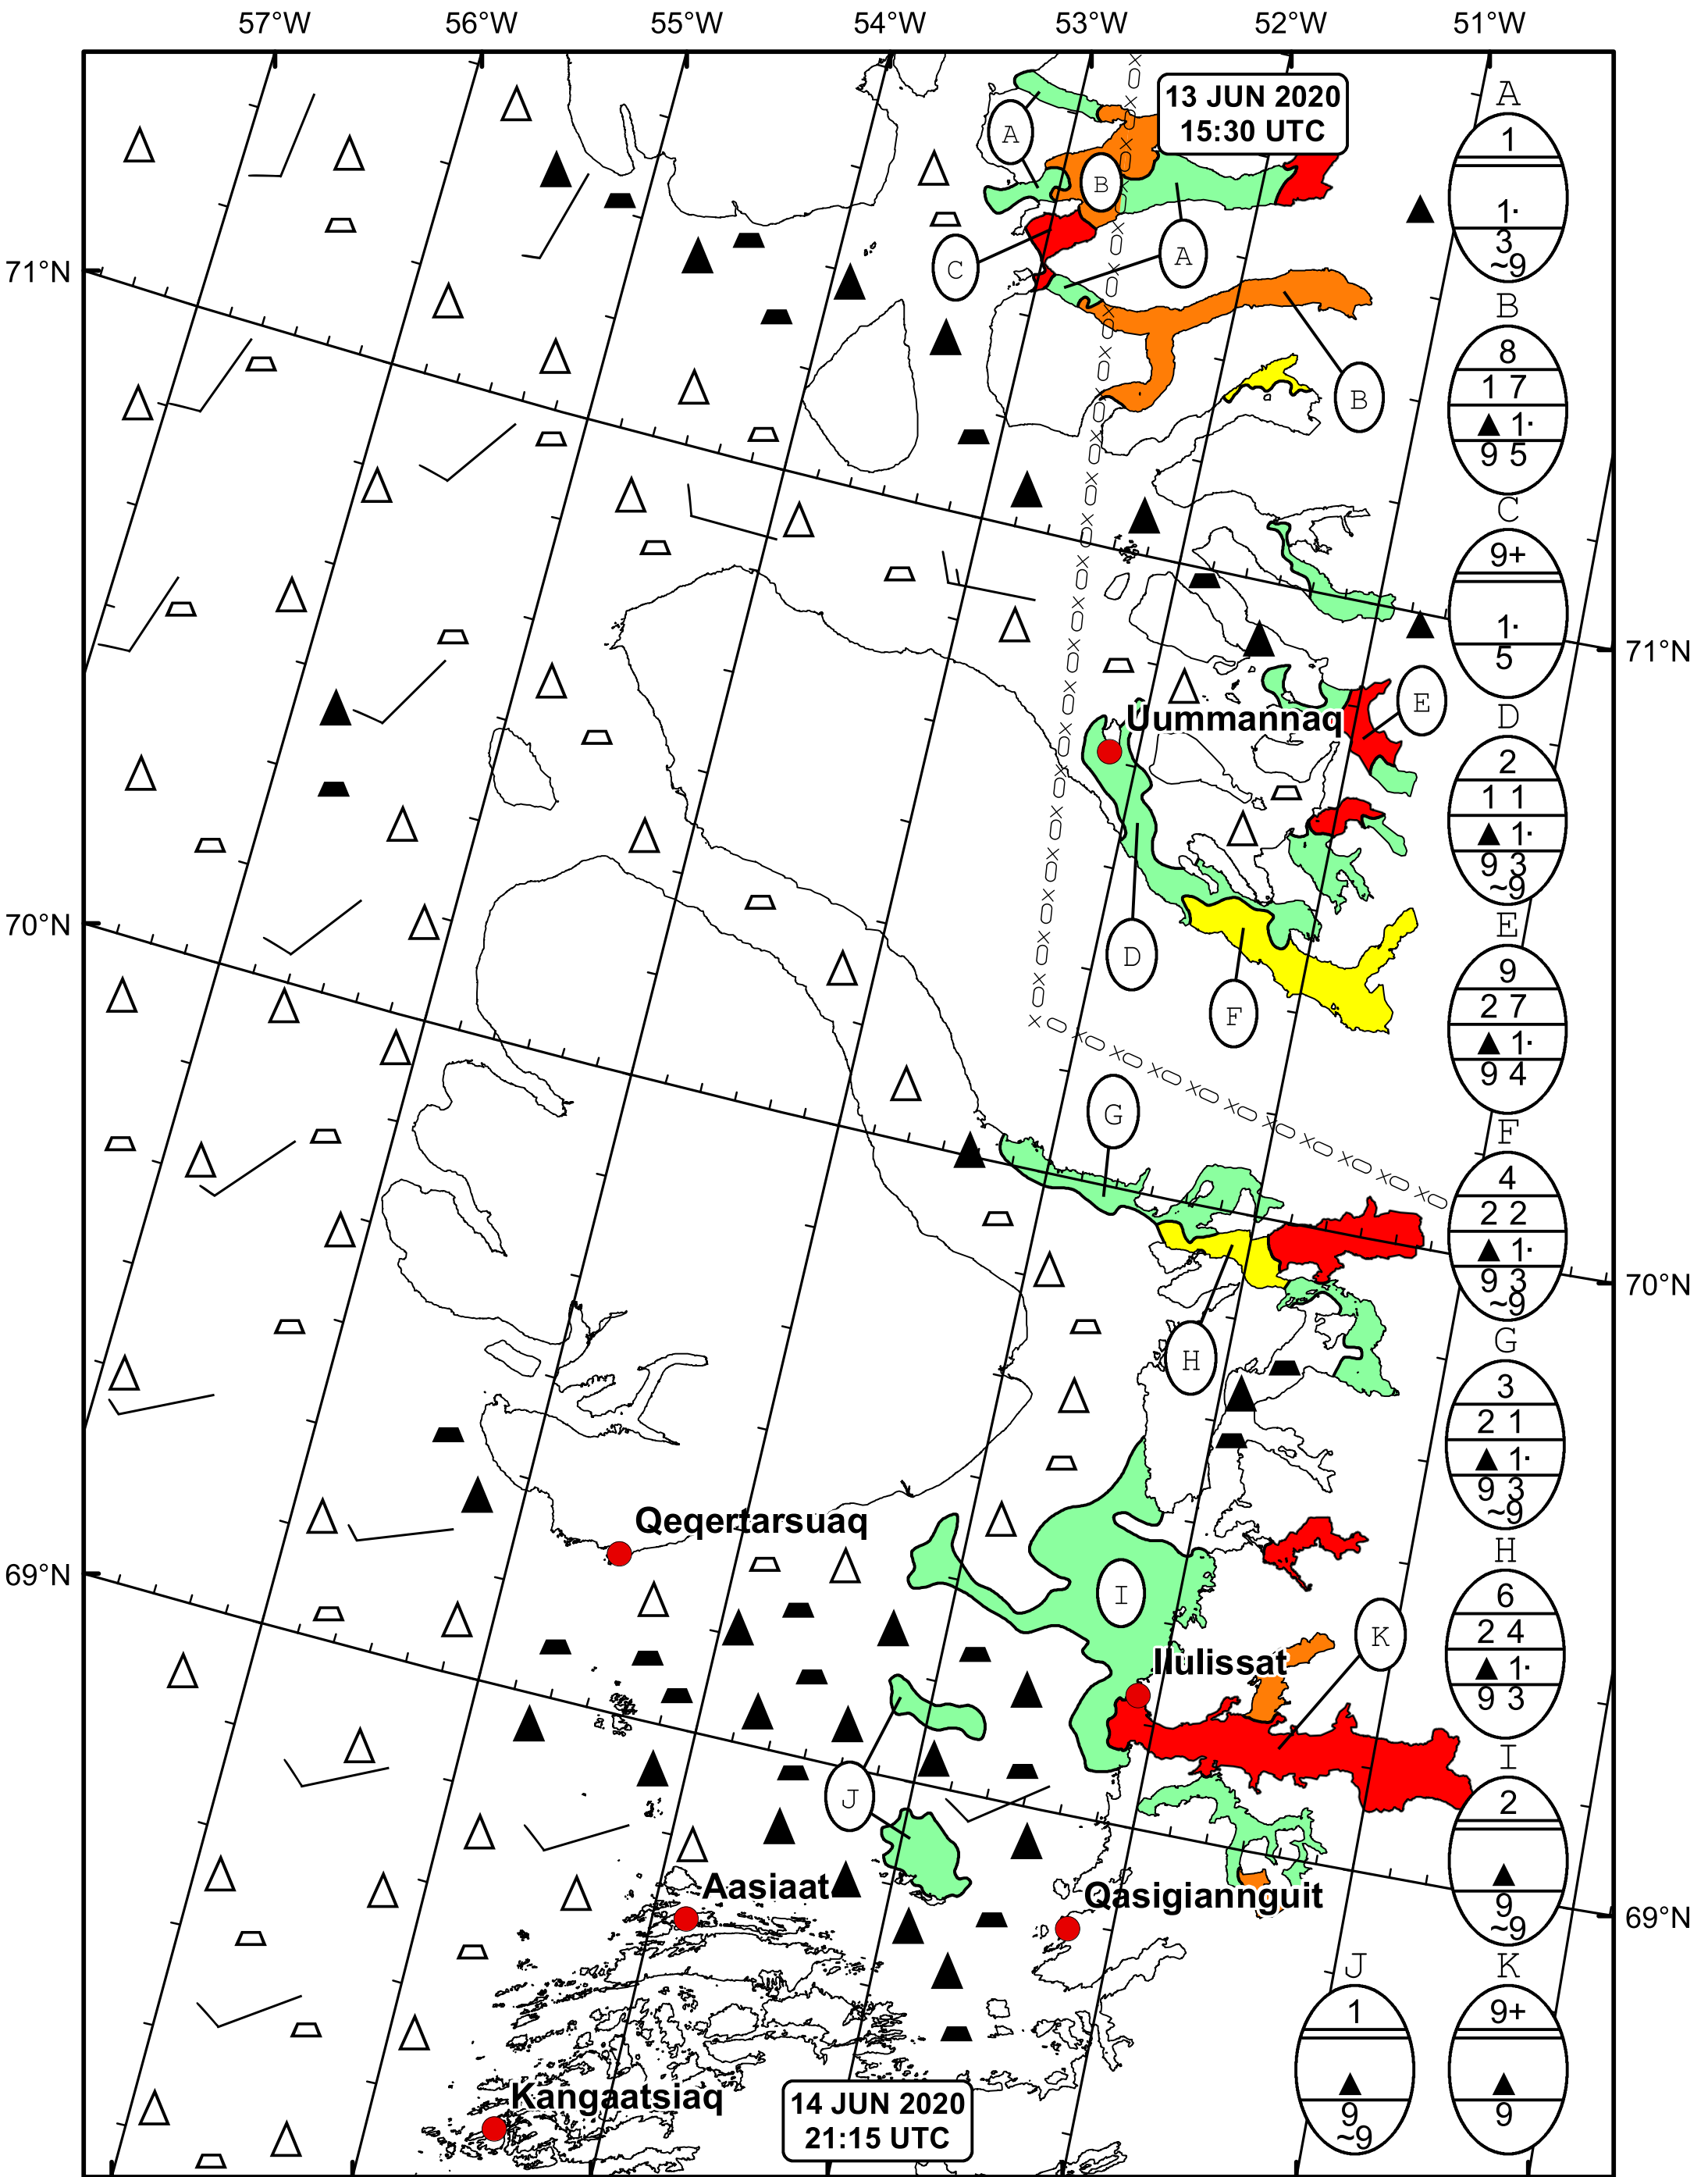 57°W 56°W 55°W 54°W 53°W 52°W 51°W
13 JUN 2020
15:30 UTC
A
1
1·
3
~9
A
B
C
A
71°N
B
8
1 7
▲ 1·
9 5
B
C
9+
1·
5
71°N
E
Uummannaq
D
2
1 1
▲ 1·
9 3
~9
70°N
D
F
E
9
2 7
▲ 1·
9 4
G
F
4
2 2
▲ 1·
9 3
~9
70°N
H
G
3
2 1
▲ 1·
9 3
~9
Qeqertarsuaq
69°N
I
H
6
2 4
▲ 1·
9 3
K
Ilulissat
J
I
2
▲
9
~9
Aasiaat
Qasigiannguit
69°N
J K
1 9+
▲ ▲
9 9
~9
Kangaatsiaq
14 JUN 2020
21:15 UTC